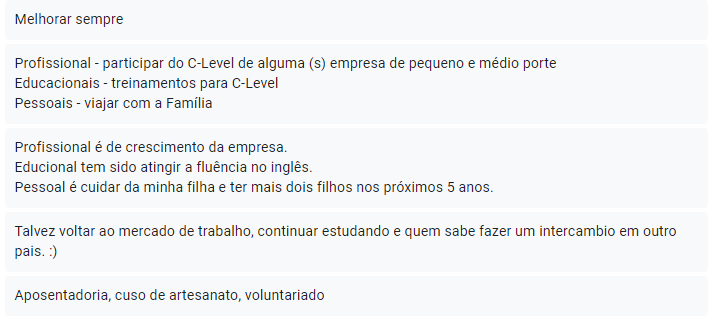 Melhorar sempre
Profissional - participar do C-Level de alguma (s) empresa de pequeno e médio porte
Educacionais - treinamentos para C-Level
Pessoais - viajar com a Família
Profissional é de crescimento da empresa.
Educional tem sido atingir a fluência no inglês.
Pessoal é cuidar da minha filha e ter mais dois filhos nos próximos 5 anos.
Talvez voltar ao mercado de trabalho, continuar estudando e quem sabe fazer um intercambio em outro
pais. :)
Aposentadoria, cuso de artesanato, voluntariado